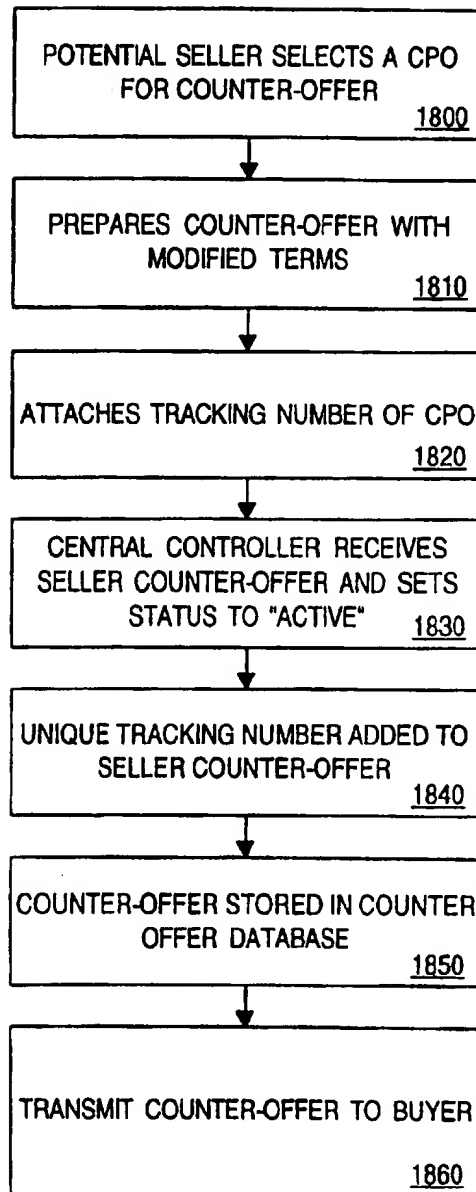 POTENTIAL SELLER SELECTS A CPO
FOR COUNTER-OFFER
1800
PREPARES COUNTER-OFFER WITH
MODIFIED TERMS
1810
ATTACHES TRACKING NUMBER OF CPO
1820
CENTRAL CONTROLLER RECEIVES
SELLER COUNTER-OFFER AND SETS
STATUS TO "ACTIVE"
1830
UNIQUE TRACKING NUMBER ADDED TO
SELLER COUNTER-OFFER
1840
COUNTER-OFFER STORED IN COUNTER
OFFER DATABASE
1850
TRANSMIT COUNTER-OFFER TO BUYER
1860